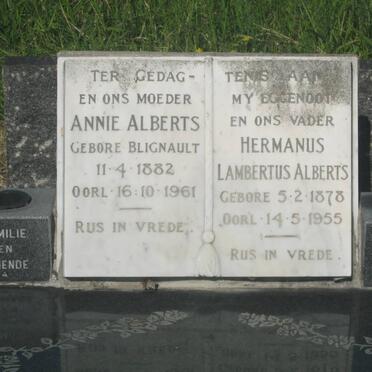 TER GEDAG-
EN ONS MOEDER
ANNIE ALBERTS
GEBORE BLIGNAULT
11·4·1882
OORL·16·10·1961
RUS IN VREDE
TENIS AAN
MY EGGENOOT
EN ONS VADER
HERMANUS
LAMBERTUS ALBERTS
GEBORE·5·2·1878
OORL·14·5·1955
RUS IN VREDE
MILIE
EN
ENDE